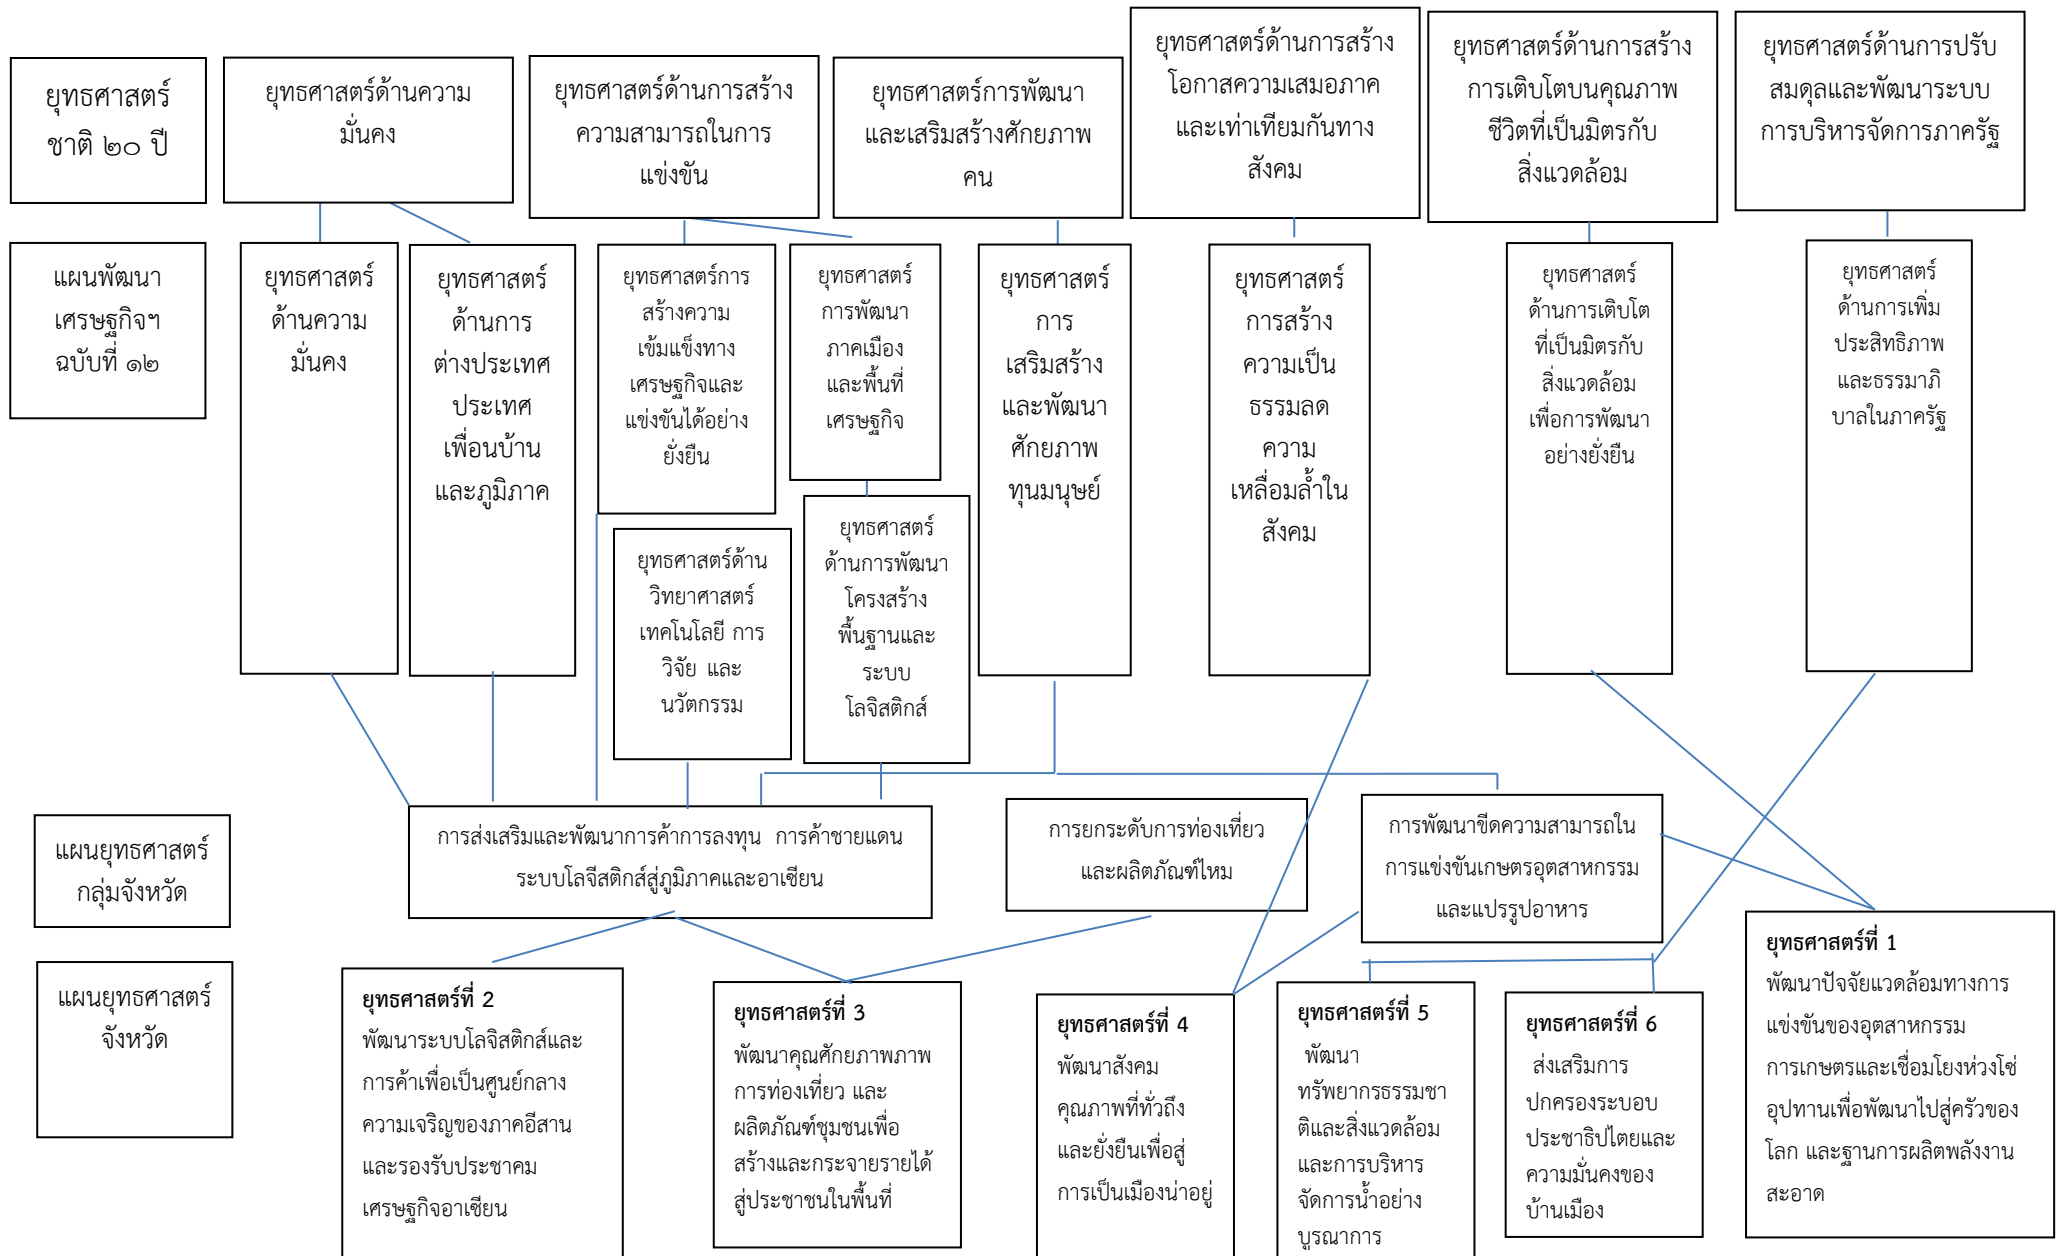 ยุทธศาสตร์
ชาติ ๒๐ ปี
ยุทธศาสตร์ด้านความ
มั่นคง
ยุทธศาสตร์ด้านการสร้าง
ความสามารถในการ
แข่งขัน
ยุทธศาสตร์การพัฒนา
และเสริมสร้างศักยภาพ
คน
ยุทธศาสตร์ด้านการสร้าง
โอกาสความเสมอภาค
และเท่าเทียมกันทาง
สังคม
ยุทธศาสตร์ด้านการสร้าง
การเติบโตบนคุณภาพ
ชีวิตที่เป็นมิตรกับ
สิ่งแวดล้อม
ยุทธศาสตร์ด้านการปรับ
สมดุลและพัฒนาระบบ
การบริหารจัดการภาครัฐ
แผนพัฒนา
เศรษฐกิจฯ
ฉบับที่ ๑๒
ยุทธศาสตร์
ด้านความ
มั่นคง
ยุทธศาสตร์
ด้านการ
ต่างประเทศ
ประเทศ
เพื่อนบ้าน
และภูมิภาค
ยุทธศาสตร์การ
สร้างความ
เข้มแข็งทาง
เศรษฐกิจและ
แข่งขันได้อย่าง
ยั่งยืน
ยุทธศาสตร์
การพัฒนา
ภาคเมือง
และพื้นที่
เศรษฐกิจ
ยุทธศาสตร์
การ
เสริมสร้าง
และพัฒนา
ศักยภาพ
ทุนมนุษย์
ยุทธศาสตร์
การสร้าง
ความเป็น
ธรรมลด
ความ
เหลื่อมล้ำใน
สังคม
ยุทธศาสตร์
ด้านการเติบโต
ที่เป็นมิตรกับ
สิ่งแวดล้อม
เพื่อการพัฒนา
อย่างยั่งยืน
ยุทธศาสตร์
ด้านการเพิ่ม
ประสิทธิภาพ
และธรรมาภิ
บาลในภาครัฐ
ยุทธศาสตร์ด้าน
วิทยาศาสตร์
เทคโนโลยี การ
วิจัย และ
นวัตกรรม
ยุทธศาสตร์
ด้านการพัฒนา
โครงสร้าง
พื้นฐานและ
ระบบ
โลจิสติกส์
แผนยุทธศาสตร์
กลุ่มจังหวัด
การส่งเสริมและพัฒนาการค้าการลงทุน การค้าชายแดน
ระบบโลจีสติกส์สู่ภูมิภาคและอาเซียน
การยกระดับการท่องเที่ยว
และผลิตภัณฑ์ไหม
การพัฒนาขีดความสามารถใน
การแข่งขันเกษตรอุตสาหกรรม
และแปรรูปอาหาร
แผนยุทธศาสตร์
จังหวัด
ยุทธศาสตร์ที่ 2
พัฒนาระบบโลจิสติกส์และ
การค้าเพื่อเป็นศูนย์กลาง
ความเจริญของภาคอีสาน
และรองรับประชาคม
เศรษฐกิจอาเซียน
ยุทธศาสตร์ที่ 3
พัฒนาคุณศักยภาพภาพ
การท่องเที่ยว และ
ผลิตภัณฑ์ชุมชนเพื่อ
สร้างและกระจายรายได้
สู่ประชาชนในพื้นที่
ยุทธศาสตร์ที่ 4
พัฒนาสังคม
คุณภาพที่ทั่วถึง
และยั่งยืนเพื่อสู่
การเป็นเมืองน่าอยู่
ยุทธศาสตร์ที่ 5
พัฒนา
ทรัพยากรธรรมชา
ติและสิ่งแวดล้อม
และการบริหาร
จัดการน้ำอย่าง
บูรณาการ
ยุทธศาสตร์ที่ 6
ส่งเสริมการ
ปกครองระบอบ
ประชาธิปไตยและ
ความมั่นคงของ
บ้านเมือง
ยุทธศาสตร์ที่ 1
พัฒนาปัจจัยแวดล้อมทางการ
แข่งขันของอุตสาหกรรม
การเกษตรและเชื่อมโยงห่วงโซ่
อุปทานเพื่อพัฒนาไปสู่ครัวของ
โลก และฐานการผลิตพลังงาน
สะอาด